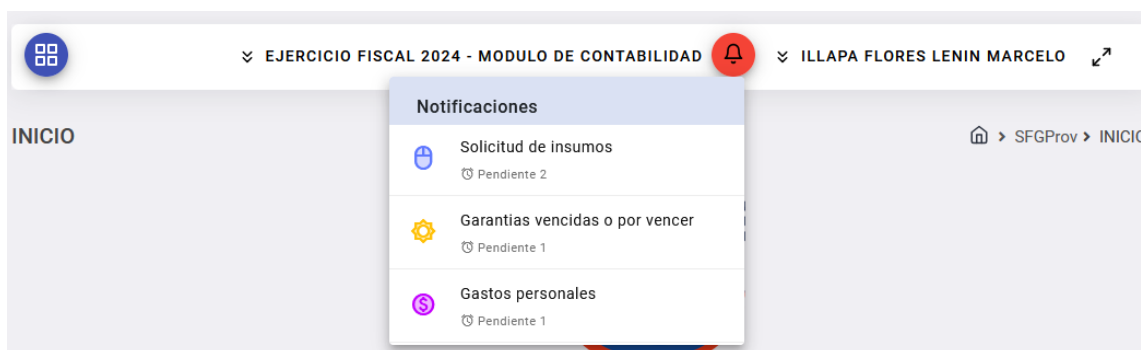 EJERCICIO FISCAL 2024 - MODULO DE CONTABILIDAD
ILLAPA FLORES LENIN MARCELO
INICIO
SFGProv > INICIO
Notificaciones
Solicitud de insumos
Pendiente 2
Garantias vencidas o por vencer
Pendiente 1
Gastos personales
Pendiente 1